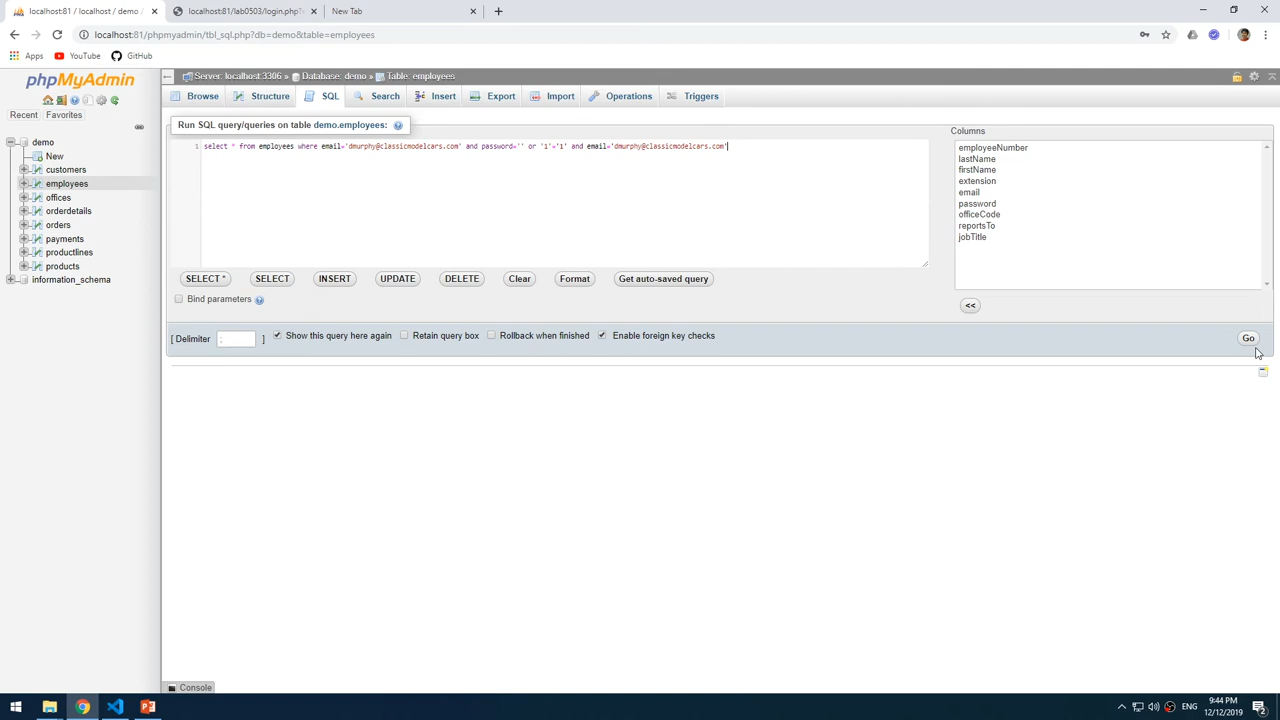 localhost:81 / localhost / demo /
localhost:81/lab0503/login.php?
New Tab
localhost:81/phpmyadmin/tbl_sql.php?db=demo&table=employees
Apps
YouTube
GitHub
phpMyAdmin
Recent
Favorites
demo
New
customers
employees
offices
orderdetails
orders
payments
productlines
products
information_schema
Server: localhost:3306 » Database: demo » Table: employees
Browse
Structure
SQL
Search
Insert
Export
Import
Operations
Triggers
Run SQL query/queries on table demo.employees:
1 select * from employees where email='dmurphy@classicmodelcars.com' and password='' or '1'='1' and email='dmurphy@classicmodelcars.com'
Columns
employeeNumber
lastName
firstName
extension
email
password
officeCode
reportsTo
jobTitle
SELECT *
SELECT
INSERT
UPDATE
DELETE
Clear
Format
Get auto-saved query
Bind parameters
<<
[ Delimiter ; ]
Show this query here again
Retain query box
Rollback when finished
Enable foreign key checks
Go
Console
ENG
9:44 PM
12/12/2019
2